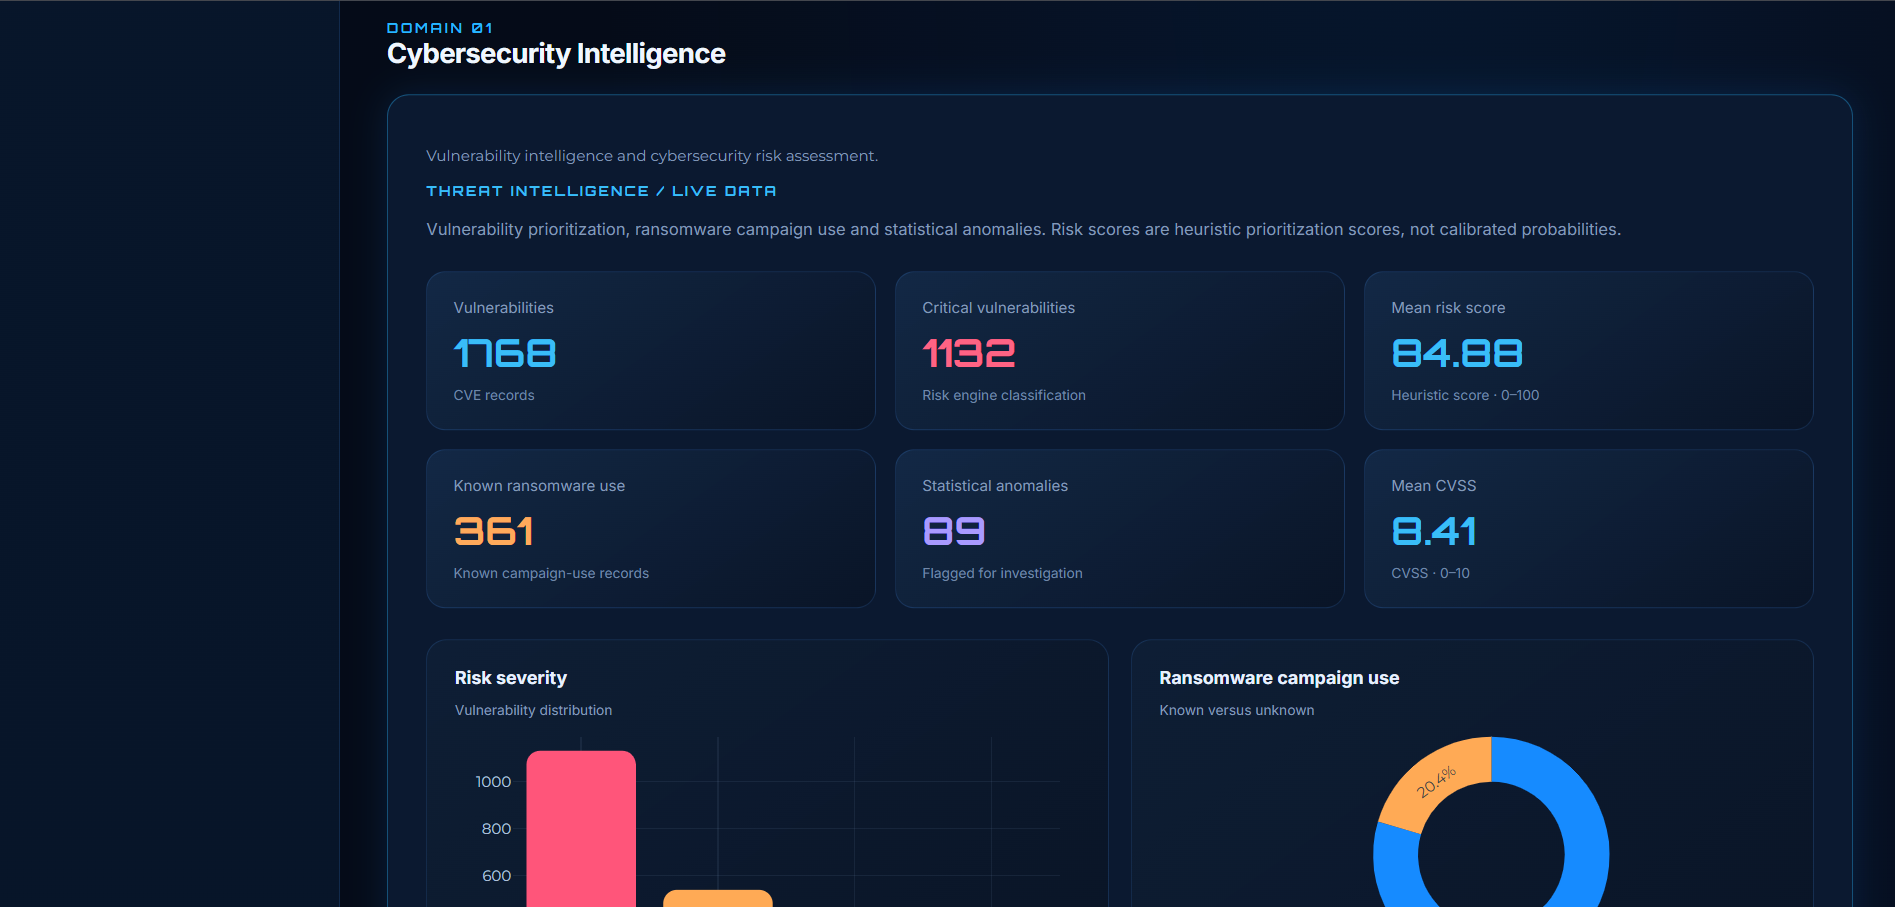 DOMAIN 01
Cybersecurity Intelligence
Vulnerability intelligence and cybersecurity risk assessment.
THREAT INTELLIGENCE / LIVE DATA
Vulnerability prioritization, ransomware campaign use and statistical anomalies. Risk scores are heuristic prioritization scores, not calibrated probabilities.
Vulnerabilities
1768
CVE records
Critical vulnerabilities
1132
Risk engine classification
Mean risk score
84.88
Heuristic score · 0–100
Known ransomware use
361
Known campaign-use records
Statistical anomalies
89
Flagged for investigation
Mean CVSS
8.41
CVSS · 0–10
Risk severity
Vulnerability distribution
1000
800
600
Ransomware campaign use
Known versus unknown
20.4%